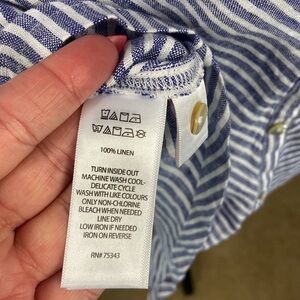 100% LINEN
TURN INSIDE OUT
MACHINE WASH COOL-
DELICATE CYCLE
WASH WITH LIKE COLOURS
ONLY NON-CHLORINE
BLEACH WHEN NEEDED
LINE DRY
LOW IRON IF NEEDED
IRON ON REVERSE
RN# 75343